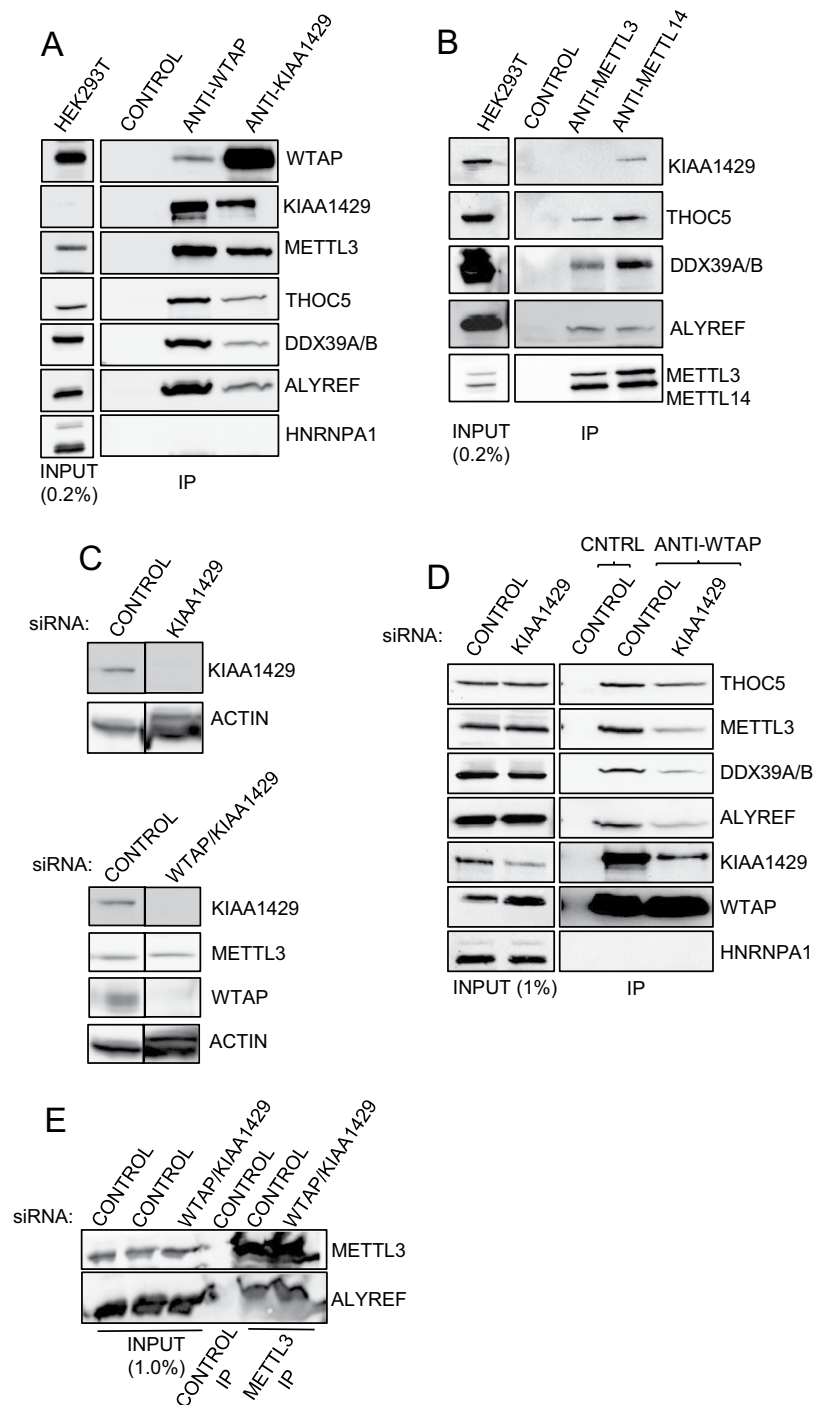 A
HEK293T
CONTROL
ANTI-WTAP
ANTI-KIAA1429
WTAP
KIAA1429
METTL3
THOC5
DDX39A/B
ALYREF
HNRNPA1
INPUT
(0.2%)
IP
B
HEK293T
CONTROL
ANTI-METTL3
ANTI-METTL14
KIAA1429
THOC5
DDX39A/B
ALYREF
METTL3
METTL14
INPUT
(0.2%)
IP
C
siRNA:
CONTROL
KIAA1429
KIAA1429
ACTIN
siRNA:
CONTROL
WTAP/KIAA1429
KIAA1429
METTL3
WTAP
ACTIN
D
CNTRL
ANTI-WTAP
siRNA:
CONTROL
KIAA1429
CONTROL
CONTROL
KIAA1429
THOC5
METTL3
DDX39A/B
ALYREF
KIAA1429
WTAP
HNRNPA1
INPUT (1%)
IP
E
siRNA:
CONTROL
CONTROL
WTAP/KIAA1429
CONTROL
CONTROL
WTAP/KIAA1429
METTL3
ALYREF
INPUT
(1.0%)
CONTROL
IP
METTL3
IP